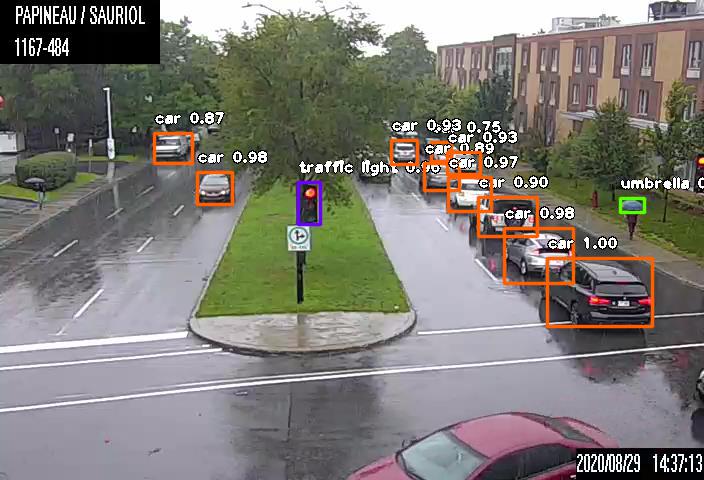 PAPINEAU / SAURIOL
1167-484
car 0.87
car 0.98
car 0.93
0.75
car 0.93
0.89
car 0.97
traffic light 0.96
car 0.90
umbrella 0
car 0.98
car 1.00
2020/08/29 14:37:13